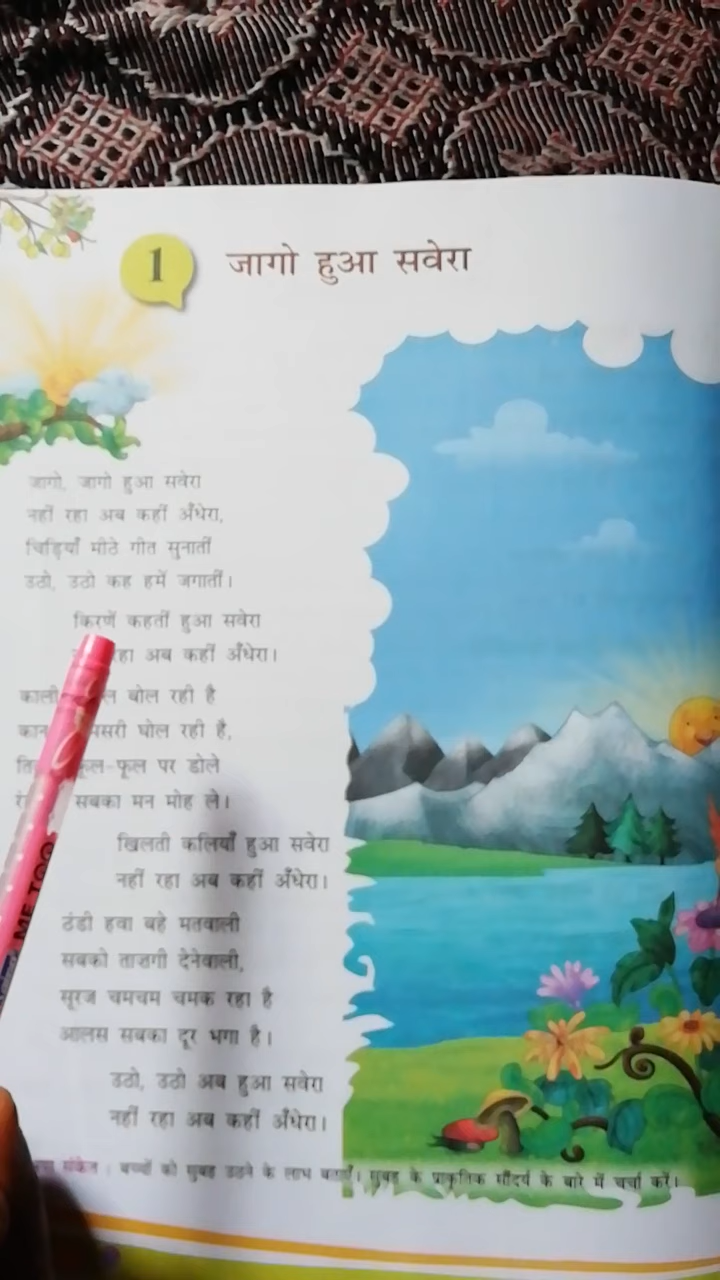 1
जागो हुआ सवेरा
जागो, जागो हुआ सवेरा
नहीं रहा अब कहीं अँधेरा,
चिड़ियाँ मीठे गीत सुनातीं
उठो, उठो कह हमें जगातीं।
किरणें कहतीं हुआ सवेरा
रहा अब कहीं अँधेरा।
काली बोल रही है
घोल रही है,
फूल-फूल पर डोले
सबका मन मोह ले।
खिलती कलियाँ हुआ सवेरा
नहीं रहा अब कहीं अँधेरा।
ठंडी हवा बहे मतवाली
सबको ताजगी देनेवाली,
सूरज चमचम चमक रहा है
आलस सबका दूर भगा है।
उठो, उठो अब हुआ सवेरा
नहीं रहा अब कहीं अँधेरा।
संकेत : बच्चों को सुबह उठने के लाभ बताएँ। सुबह के प्राकृतिक सौंदर्य के बारे में चर्चा करें।
ME TOO